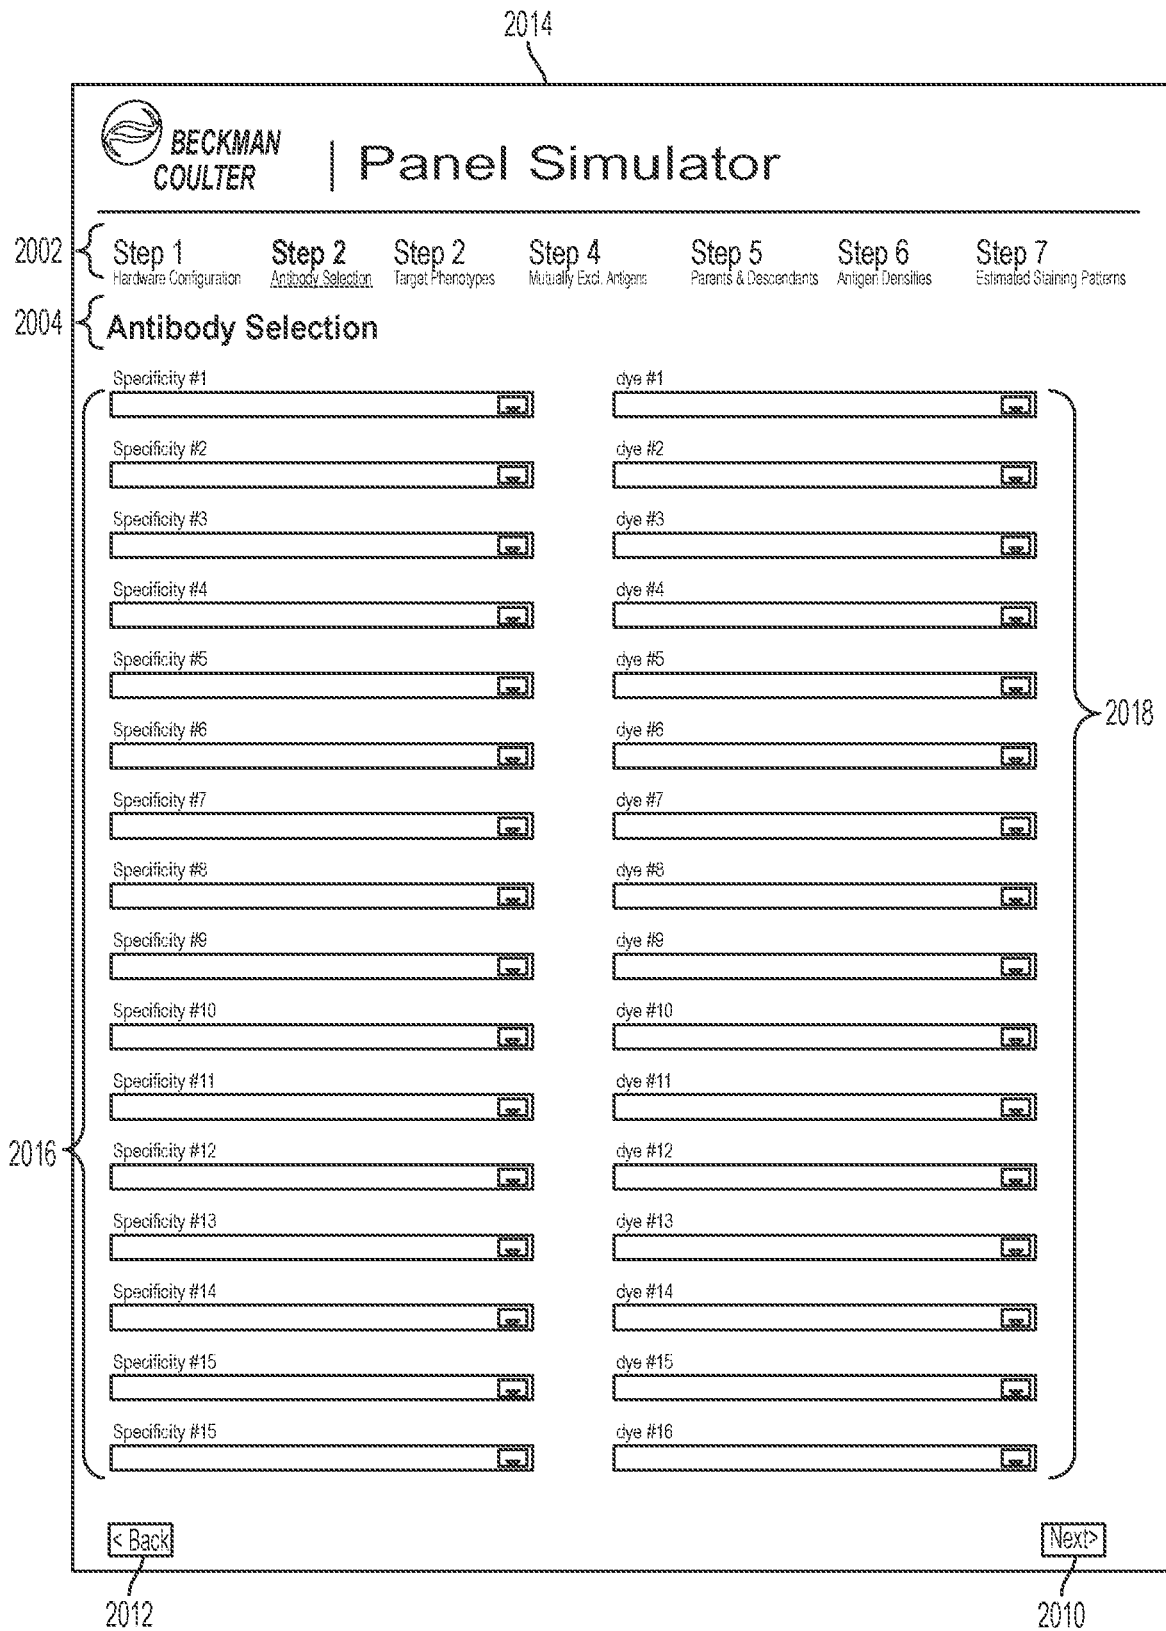 2014
BECKMAN
COULTER
| Panel Simulator
2002
Step 1 Step 2 Step 2 Step 4 Step 5 Step 6 Step 7
Hardware Configuration Antibody Selection Target Phenotypes Mutually Excl. Antigens Parents & Descendants Antigen Densities Estimated Staining Patterns
2004
Antibody Selection
Specificity #1 dye #1
Specificity #2 dye #2
Specificity #3 dye #3
Specificity #4 dye #4
Specificity #5 dye #5
2018
Specificity #6 dye #6
Specificity #7 dye #7
Specificity #8 dye #8
Specificity #9 dye #9
Specificity #10 dye #10
Specificity #11 dye #11
2016
Specificity #12 dye #12
Specificity #13 dye #13
Specificity #14 dye #14
Specificity #15 dye #15
Specificity #15 dye #16
< Back Next>
2012 2010